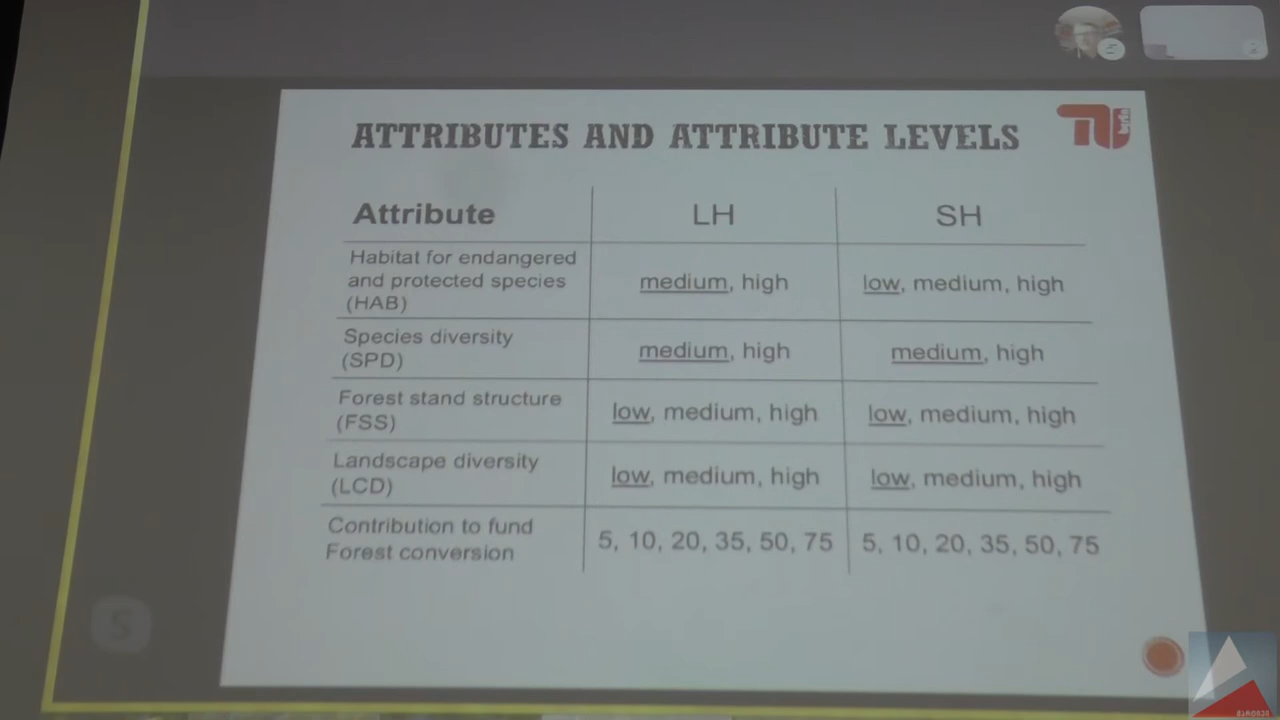 ATTRIBUTES AND ATTRIBUTE LEVELS
berlin
Attribute LH SH
Habitat for endangered
and protected species
(HAB)
medium, high
low, medium, high
Species diversity
(SPD)
medium, high
medium, high
Forest stand structure
(FSS)
low, medium, high
low, medium, high
Landscape diversity
(LCD)
low, medium, high
low, medium, high
Contribution to fund
Forest conversion
5, 10, 20, 35, 50, 75
5, 10, 20, 35, 50, 75
S